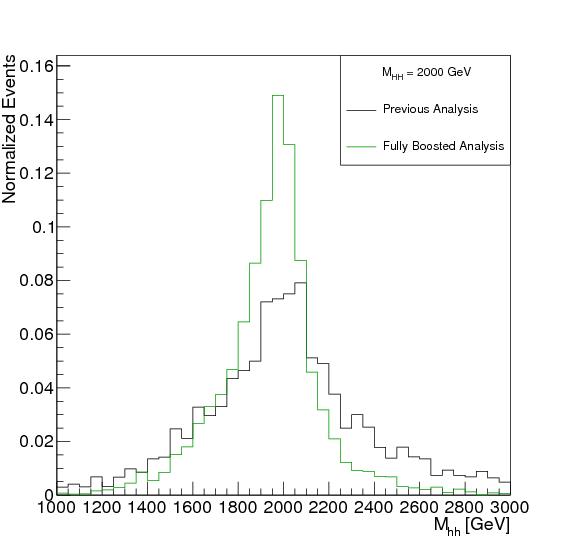 Normalized Events
0.16
0.14
0.12
0.1
0.08
0.06
0.04
0.02
0
M_HH = 2000 GeV
Previous Analysis
Fully Boosted Analysis
1000 1200 1400 1600 1800 2000 2200 2400 2600 2800 3000
M_hh [GeV]